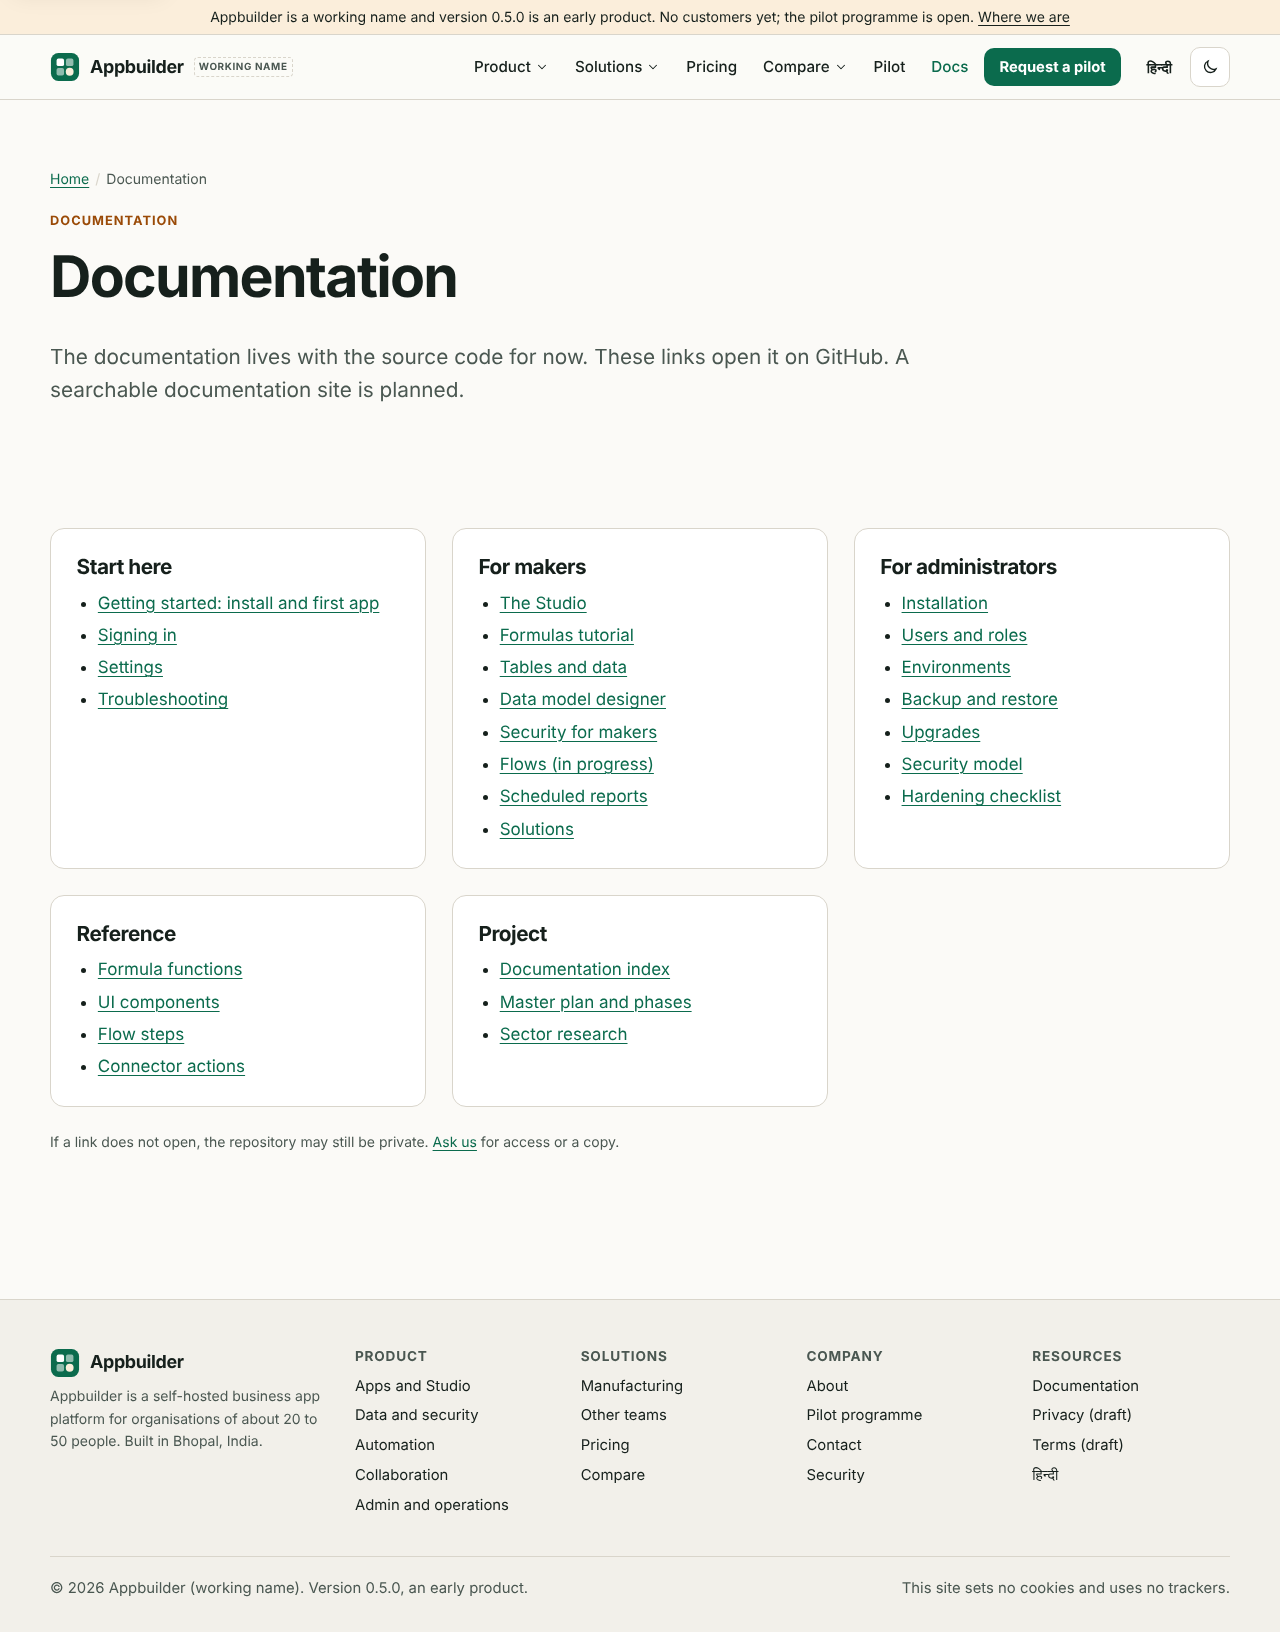 Appbuilder is a working name and version 0.5.0 is an early product. No customers yet; the pilot programme is open. Where we are
Appbuilder WORKING NAME Product Solutions Pricing Compare Pilot Docs Request a pilot हिन्दी
Home / Documentation
DOCUMENTATION
Documentation
The documentation lives with the source code for now. These links open it on GitHub. A
searchable documentation site is planned.
Start here
Getting started: install and first app
Signing in
Settings
Troubleshooting
For makers
The Studio
Formulas tutorial
Tables and data
Data model designer
Security for makers
Flows (in progress)
Scheduled reports
Solutions
For administrators
Installation
Users and roles
Environments
Backup and restore
Upgrades
Security model
Hardening checklist
Reference
Formula functions
UI components
Flow steps
Connector actions
Project
Documentation index
Master plan and phases
Sector research
If a link does not open, the repository may still be private. Ask us for access or a copy.
Appbuilder
Appbuilder is a self-hosted business app
platform for organisations of about 20 to
50 people. Built in Bhopal, India.
PRODUCT
Apps and Studio
Data and security
Automation
Collaboration
Admin and operations
SOLUTIONS
Manufacturing
Other teams
Pricing
Compare
COMPANY
About
Pilot programme
Contact
Security
RESOURCES
Documentation
Privacy (draft)
Terms (draft)
हिन्दी
© 2026 Appbuilder (working name). Version 0.5.0, an early product.
This site sets no cookies and uses no trackers.